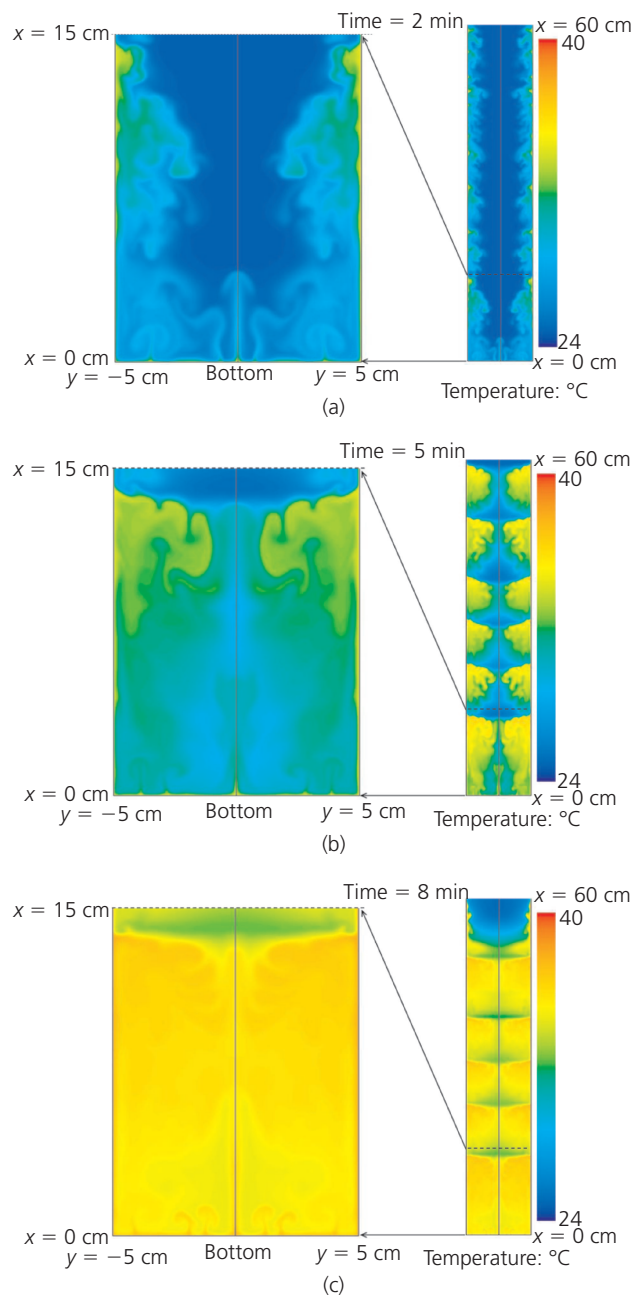 x = 15 cm
Time = 2 min
x = 60 cm
40
24
x = 0 cm
x = 0 cm
y = −5 cm
Bottom
y = 5 cm
Temperature: °C
(a)
x = 15 cm
Time = 5 min
x = 60 cm
40
24
x = 0 cm
x = 0 cm
y = −5 cm
Bottom
y = 5 cm
Temperature: °C
(b)
x = 15 cm
Time = 8 min
x = 60 cm
40
24
x = 0 cm
x = 0 cm
y = −5 cm
Bottom
y = 5 cm
Temperature: °C
(c)